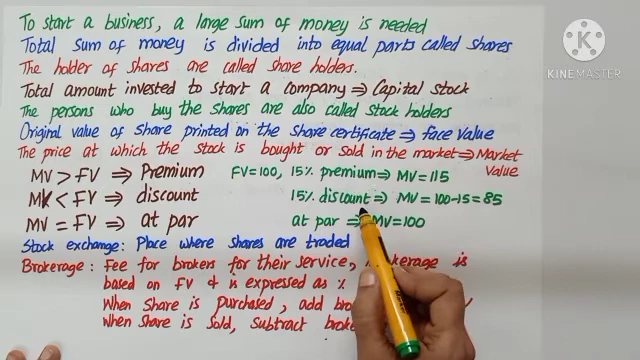 To start a business, a large sum of money is needed
Total sum of money is divided into equal parts called shares
The holder of shares are called share holders.
Total amount invested to start a company ⇒ Capital stock
The persons who buy the shares are also called stock holders
Original value of share printed on the share certificate ⇒ face value
The price at which the stock is bought or sold in the market ⇒ Market Value
MV > FV ⇒ Premium FV=100, 15% premium ⇒ MV = 115
MV < FV ⇒ discount 15% discount ⇒ MV = 100-15 = 85
MV = FV ⇒ at par at par ⇒ MV = 100
Stock exchange: Place where shares are traded
Brokerage: Fee for brokers for their service, is
based on FV & is expressed as %
When share is purchased, add
When share is sold, subtract
KINEMASTER